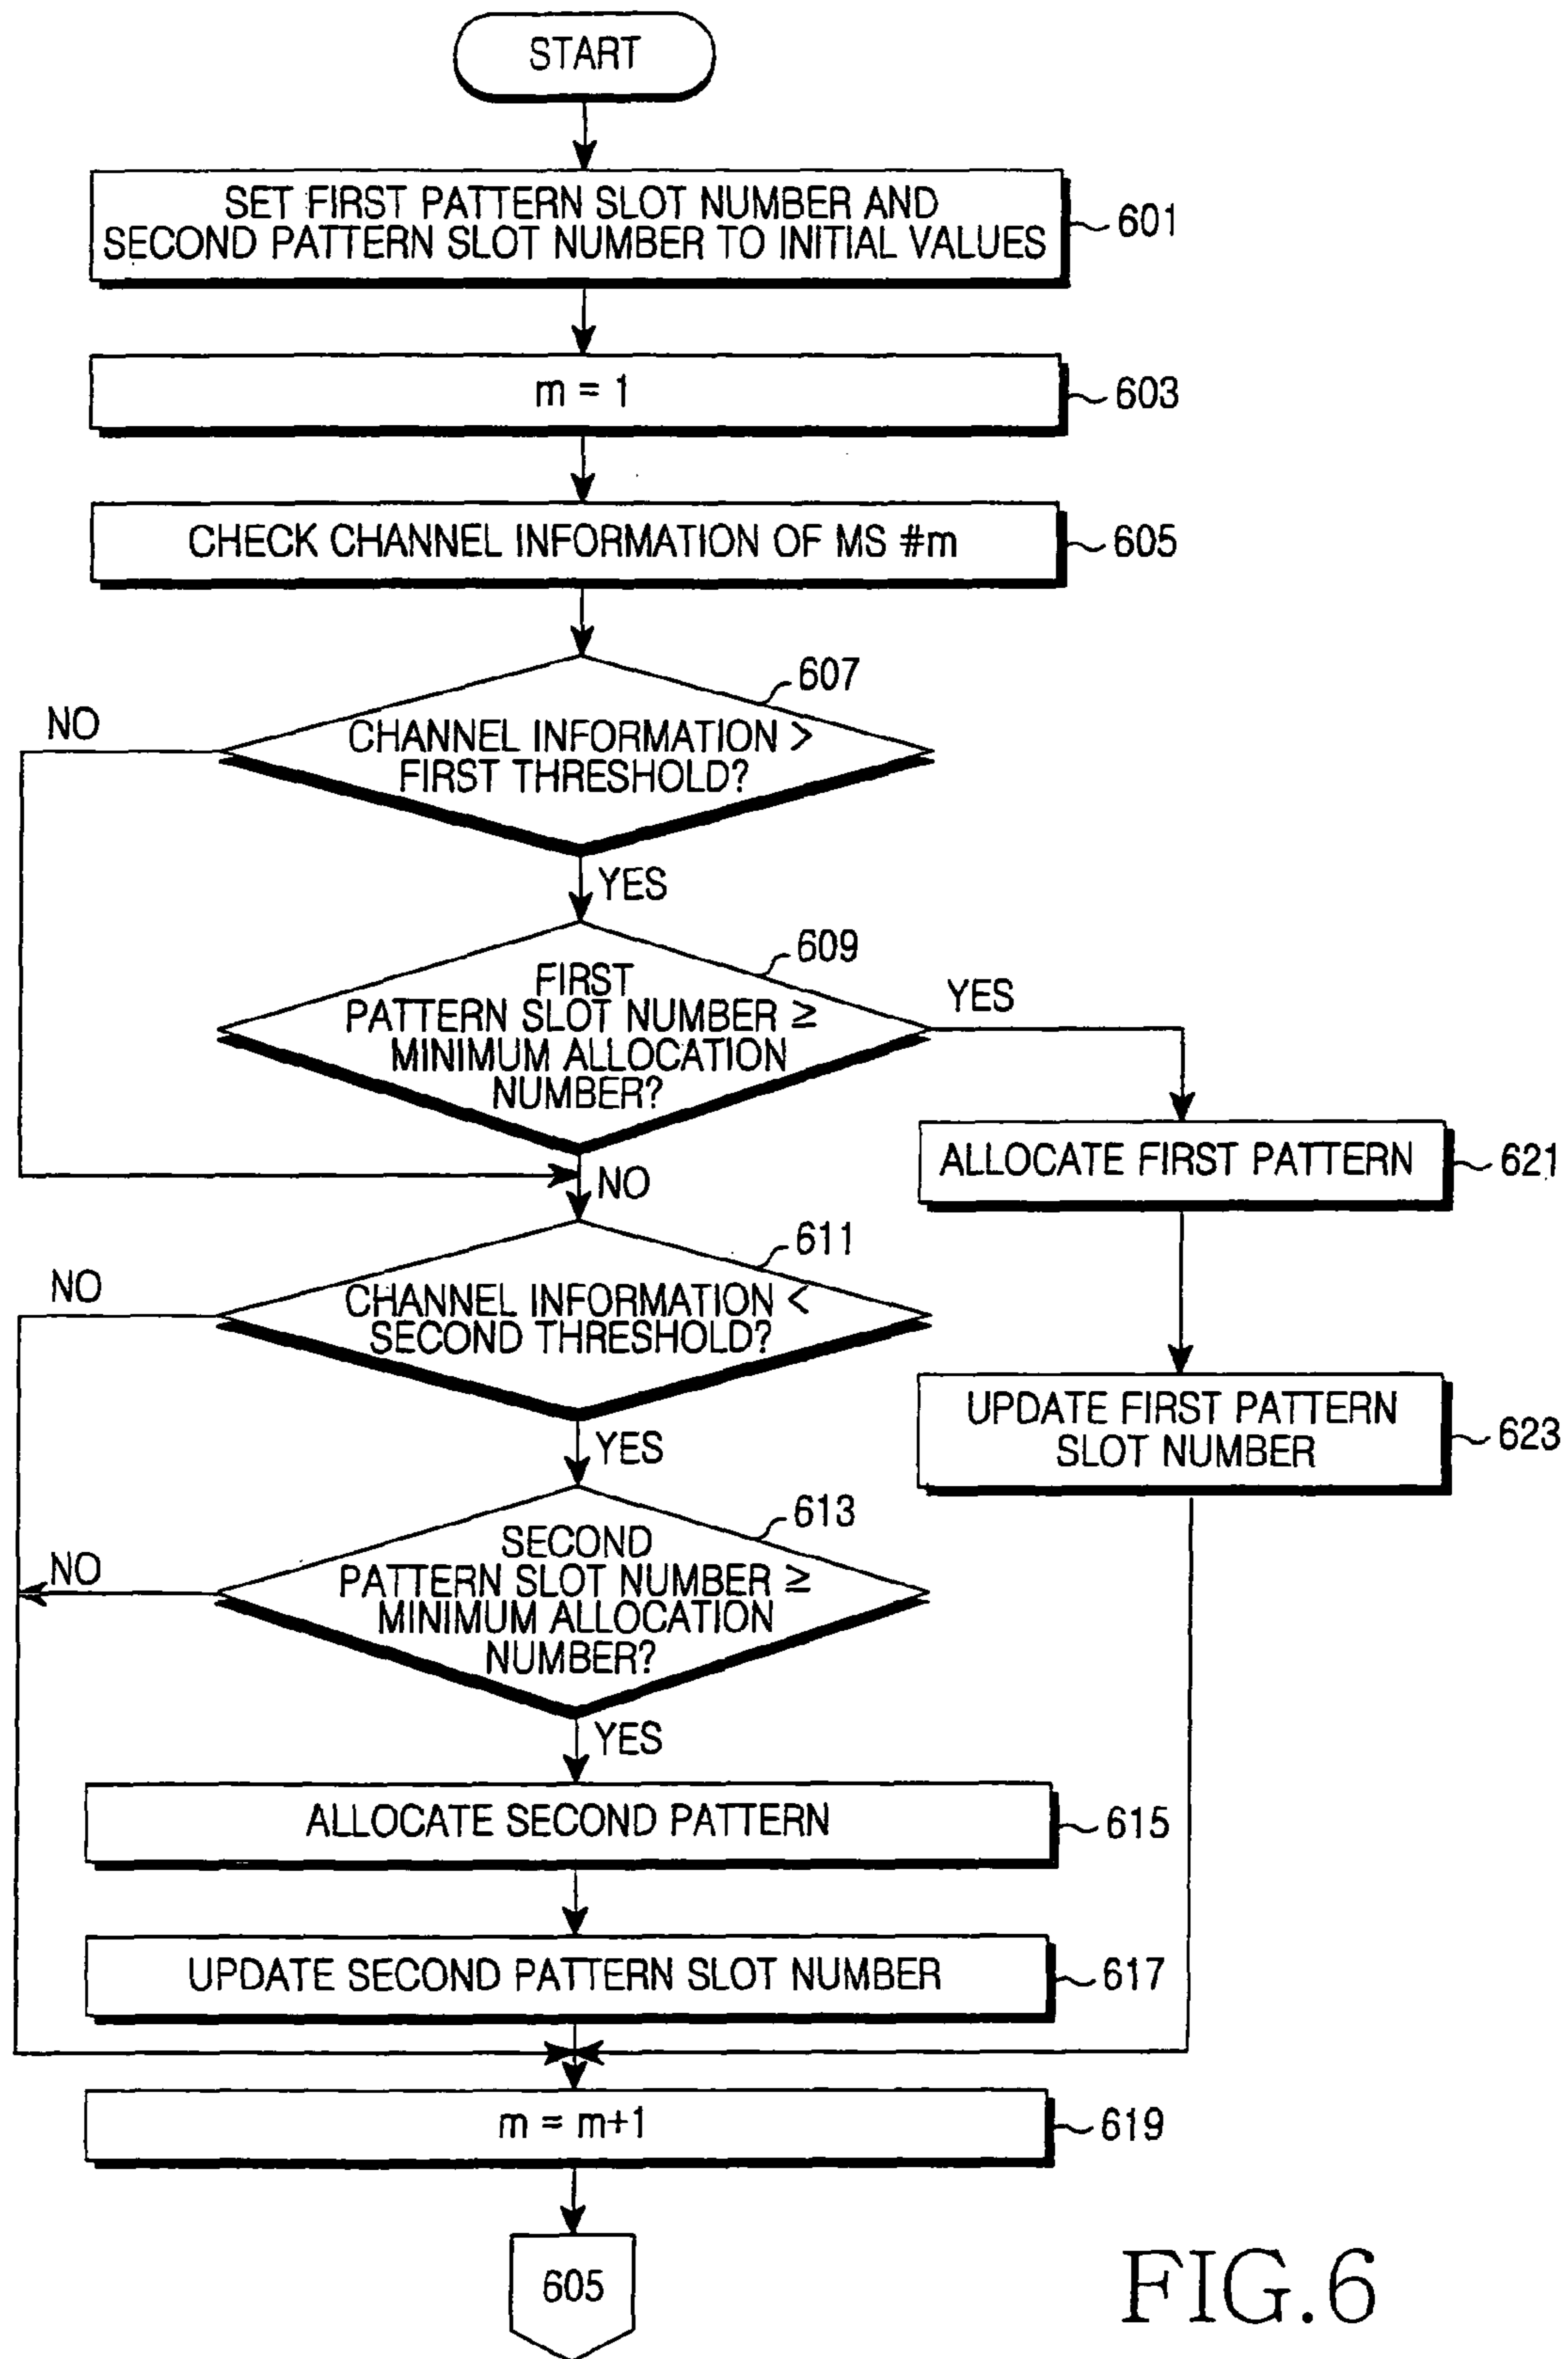 START
SET FIRST PATTERN SLOT NUMBER AND
SECOND PATTERN SLOT NUMBER TO INITIAL VALUES
601
m = 1
603
CHECK CHANNEL INFORMATION OF MS #m
605
607
NO
CHANNEL INFORMATION >
FIRST THRESHOLD?
YES
609
FIRST
PATTERN SLOT NUMBER ≥
MINIMUM ALLOCATION
NUMBER?
YES
ALLOCATE FIRST PATTERN
621
NO
611
NO
CHANNEL INFORMATION <
SECOND THRESHOLD?
UPDATE FIRST PATTERN
SLOT NUMBER
623
YES
613
SECOND
PATTERN SLOT NUMBER ≥
MINIMUM ALLOCATION
NUMBER?
NO
YES
ALLOCATE SECOND PATTERN
615
UPDATE SECOND PATTERN SLOT NUMBER
617
m = m+1
619
605
FIG.6